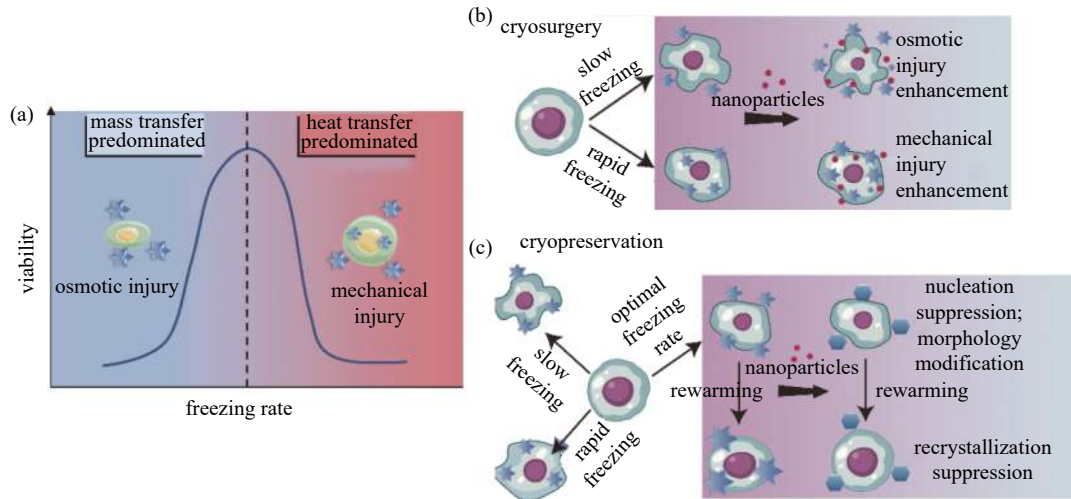 (a)
mass transfer
predominated
heat transfer
predominated
viability
osmotic injury
mechanical
injury
freezing rate
(b)
cryosurgery
slow
freezing
rapid
freezing
nanoparticles
osmotic
injury
enhancement
mechanical
injury
enhancement
(c)
cryopreservation
slow
freezing
optimal
freezing
rate
rapid
freezing
nanoparticles
rewarming
rewarming
nucleation
suppression;
morphology
modification
recrystallization
suppression